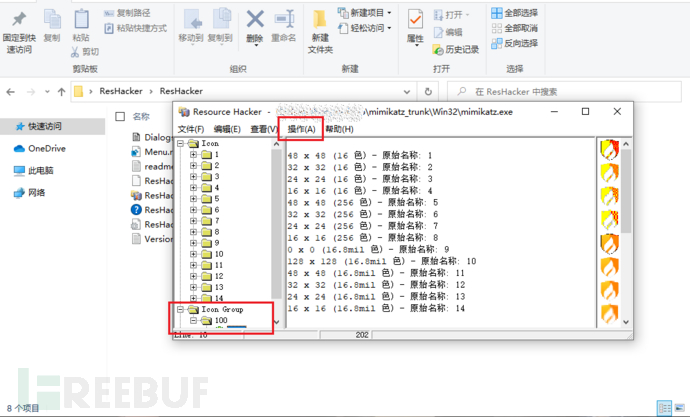 固定到快速访问
复制
粘贴
复制路径
粘贴快捷方式
剪切
剪贴板
移动到 复制到 删除 重命名
组织
新建文件夹
新建项目
轻松访问
新建
属性
打开
编辑
历史记录
打开
全部选择
全部取消
反向选择
选择
ResHacker > ResHacker
在 ResHacker 中搜索
快速访问
OneDrive
此电脑
网络
名称
Dialog
Menu.r
readme
ResHac
ResHac
ResHac
ResHac
Version
Resource Hacker - \mimikatz_trunk\Win32\mimikatz.exe
文件(F) 编辑(E) 查看(V) 操作(A) 帮助(H)
Icon
1
2
3
4
5
6
7
8
9
10
11
12
13
14
Icon Group
100
48 x 48 (16 色) - 原始名称: 1
32 x 32 (16 色) - 原始名称: 2
24 x 24 (16 色) - 原始名称: 3
16 x 16 (16 色) - 原始名称: 4
48 x 48 (256 色) - 原始名称: 5
32 x 32 (256 色) - 原始名称: 6
24 x 24 (256 色) - 原始名称: 7
16 x 16 (256 色) - 原始名称: 8
0 x 0 (16.8mil 色) - 原始名称: 9
128 x 128 (16.8mil 色) - 原始名称: 10
48 x 48 (16.8mil 色) - 原始名称: 11
32 x 32 (16.8mil 色) - 原始名称: 12
24 x 24 (16.8mil 色) - 原始名称: 13
16 x 16 (16.8mil 色) - 原始名称: 14
Line: 10
202
8 个项目
FREEBUF